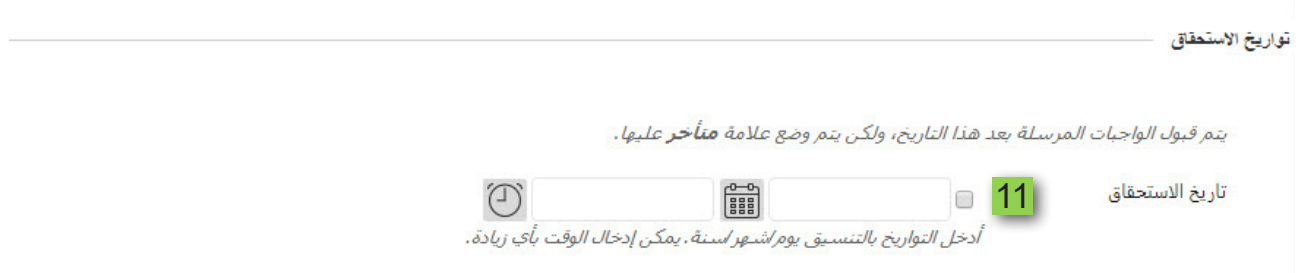 تواريخ الاستحقاق
يتم قبول الواجبات المرسلة بعد هذا التاريخ، ولكن يتم وضع علامة متأخر عليها.
تاريخ الاستحقاق 11
أدخل التواريخ بالتنسيق يوم/شهر/سنة. يمكن إدخال الوقت بأي زيادة.